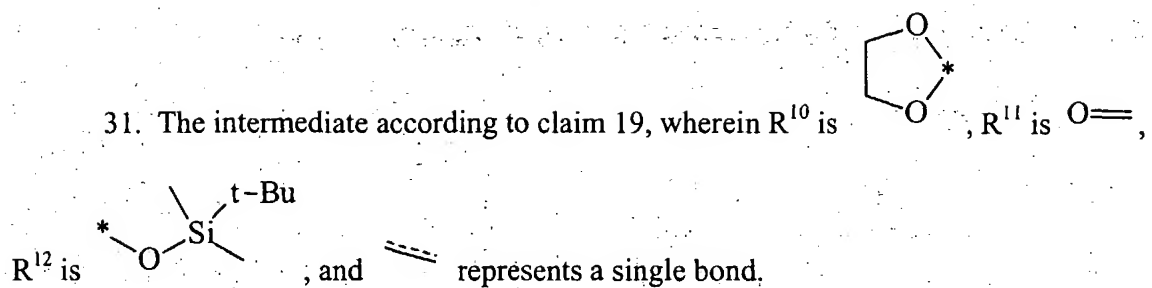 O
*
O
31. The intermediate according to claim 19, wherein R¹⁰ is , R¹¹ is O═,
t-Bu
* Si
O
R¹² is ; and represents a single bond.